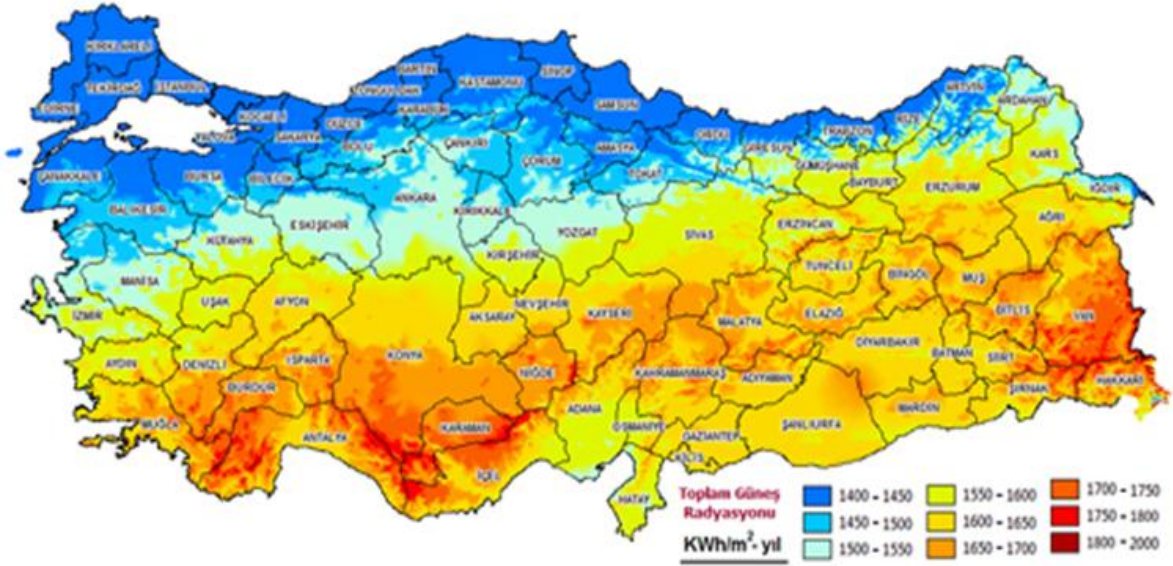 KIRKLARELİ
TEKİRDAĞ
İSTANBUL
EDİRNE
KOCAELİ
YALOVA
SAKARYA
DÜZCE
ZONGULDAK
BARTIN
KARABÜK
KASTAMONU
SİNOP
SAMSUN
BOLU
ÇANKIRI
ÇORUM
AMASYA
TOKAT
ORDU
GİRESUN
TRABZON
RİZE
ARTVİN
ARDAHAN
GÜMÜŞHANE
BAYBURT
ERZURUM
KARS
IĞDIR
AĞRI
ÇANAKKALE
BURSA
BİLECİK
BALIKESİR
KÜTAHYA
ESKİŞEHİR
ANKARA
KIRIKKALE
YOZGAT
KIRŞEHİR
SİVAS
ERZİNCAN
TUNCELİ
BİNGÖL
MUŞ
BİTLİS
VAN
MANİSA
İZMİR
UŞAK
AFYON
AKSARAY
NEVŞEHİR
KAYSERİ
MALATYA
ELAZIĞ
DİYARBAKIR
BATMAN
SİİRT
ŞIRNAK
HAKKARİ
AYDIN
DENİZLİ
ISPARTA
BURDUR
KONYA
NİĞDE
KAHRAMANMARAŞ
ADIYAMAN
MARDİN
ŞANLIURFA
MUĞLA
ANTALYA
KARAMAN
İÇEL
ADANA
OSMANİYE
GAZİANTEP
KİLİS
HATAY
Toplam Güneş
Radyasyonu
KWh/m²- yıl
1400 - 1450
1450 - 1500
1500 - 1550
1550 - 1600
1600 - 1650
1650 - 1700
1700 - 1750
1750 - 1800
1800 - 2000